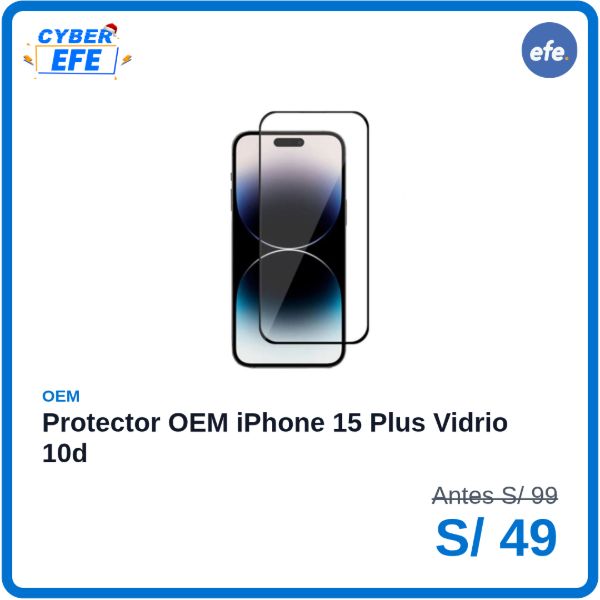 CYBER
EFE
efe.
OEM
Protector OEM iPhone 15 Plus Vidrio
10d
Antes S/ 99
S/ 49